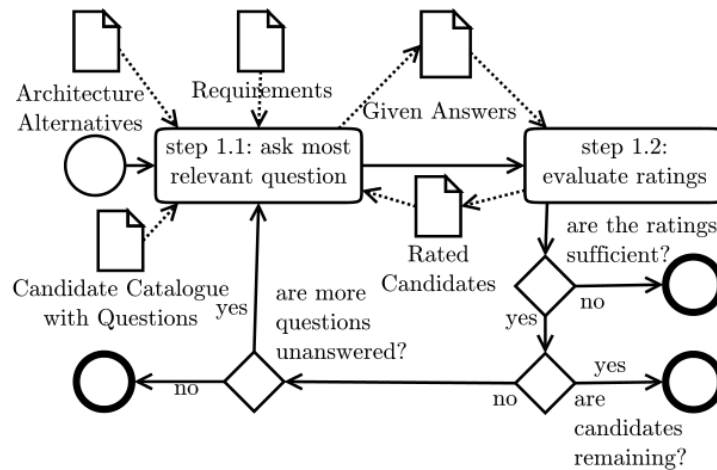 Architecture
Alternatives
Requirements
Given Answers
step 1.1: ask most
relevant question
step 1.2:
evaluate ratings
Candidate Catalogue
with Questions
Rated
Candidates
are the ratings
sufficient?
no
yes
are more
questions
unanswered?
yes
no
no
yes
are
candidates
remaining?